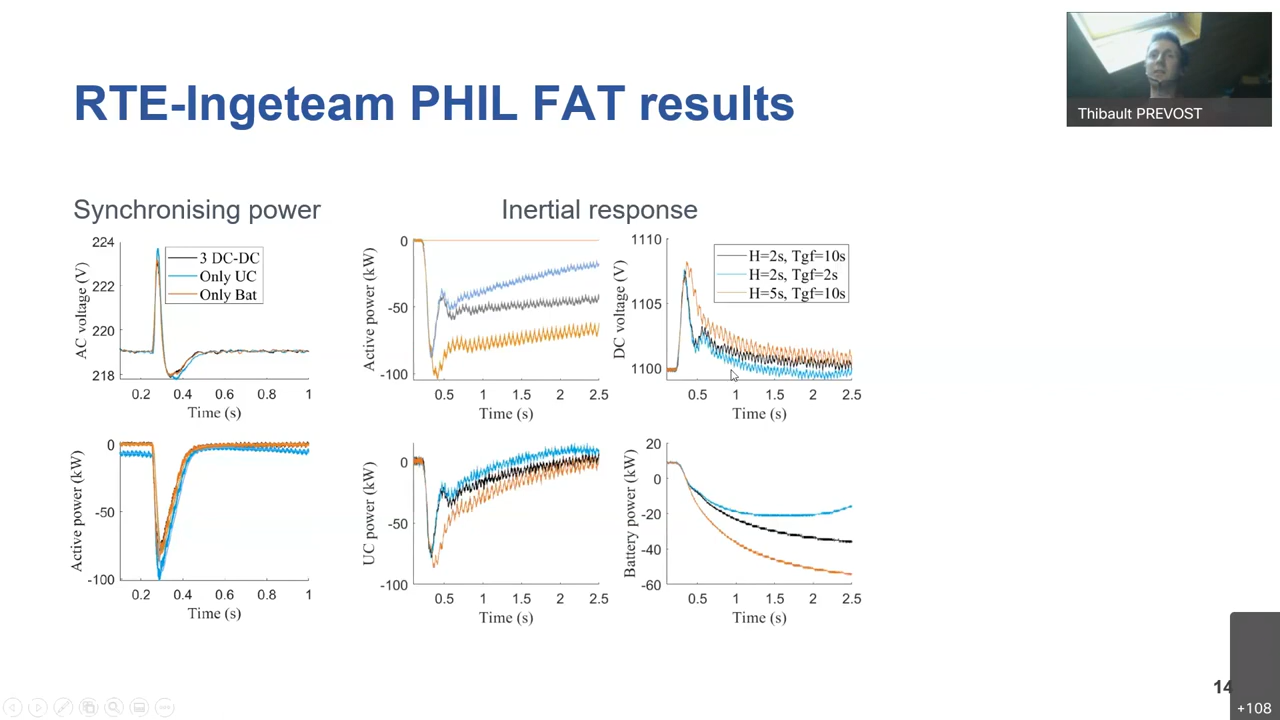 Thibault PREVOST
RTE-Ingeteam PHIL FAT results
Synchronising power
Inertial response
AC voltage (V)
224
222
220
218
3 DC-DC
Only UC
Only Bat
0.2 0.4 0.6 0.8 1
Time (s)
Active power (kW)
0
-50
-100
0.5 1 1.5 2 2.5
Time (s)
DC voltage (V)
1110
1105
1100
H=2s, Tgf=10s
H=2s, Tgf=2s
H=5s, Tgf=10s
0.5 1 1.5 2 2.5
Time (s)
Active power (kW)
0
-50
-100
0.2 0.4 0.6 0.8 1
Time (s)
UC power (kW)
0
-50
-100
0.5 1 1.5 2 2.5
Time (s)
Battery power (kW)
20
0
-20
-40
-60
0.5 1 1.5 2 2.5
Time (s)
14
+108